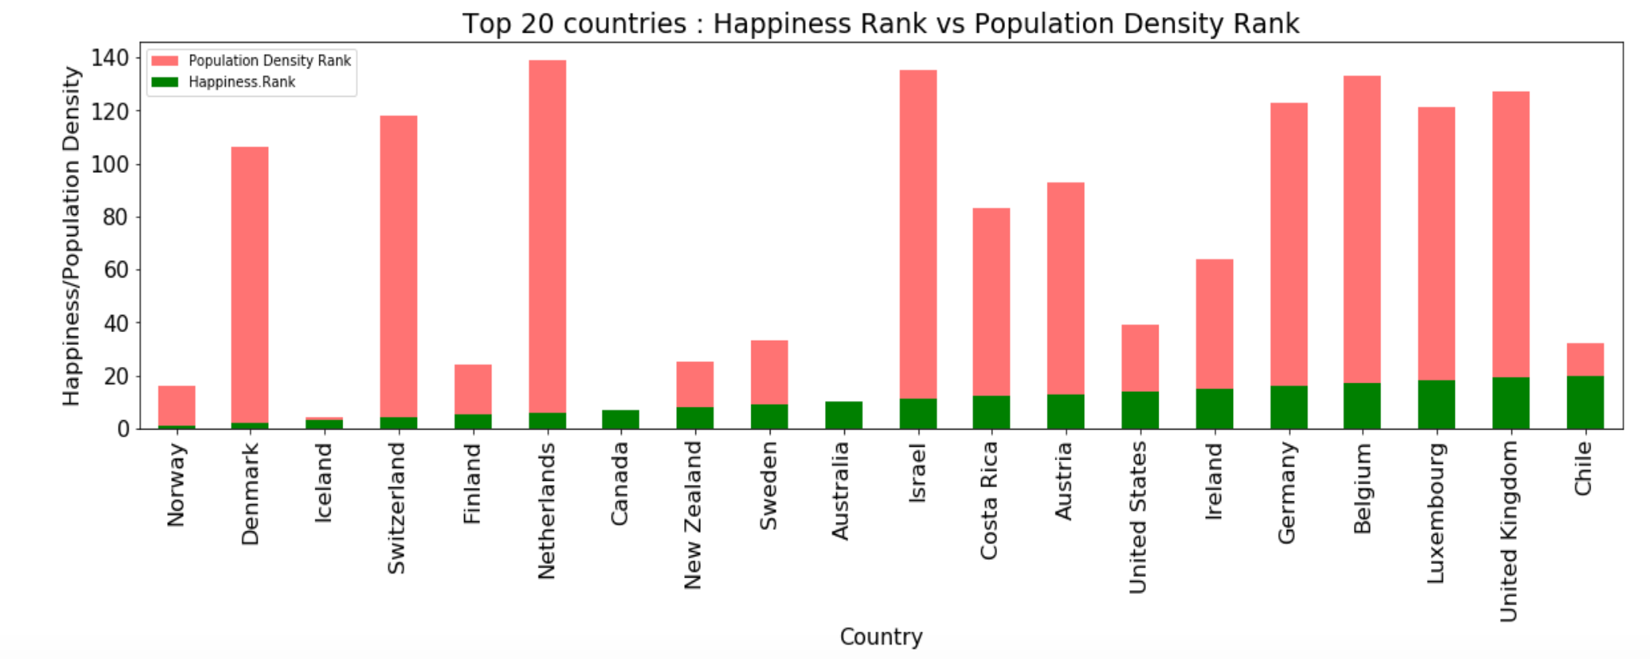 Top 20 countries : Happiness Rank vs Population Density Rank
Population Density Rank
Happiness.Rank
Happiness/Population Density
140
120
100
80
60
40
20
0
Norway
Denmark
Iceland
Switzerland
Finland
Netherlands
Canada
New Zealand
Sweden
Australia
Israel
Costa Rica
Austria
United States
Ireland
Germany
Belgium
Luxembourg
United Kingdom
Chile
Country